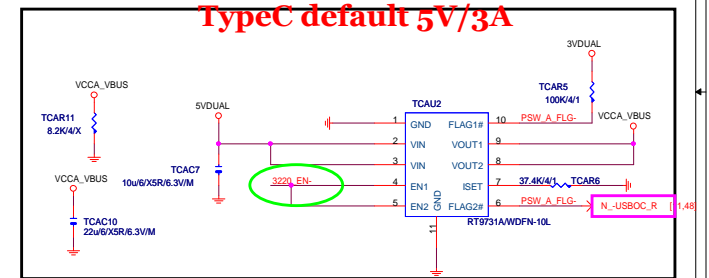 TypeC default 5V/3A
3VDUAL
VCCA_VBUS
TCAR11
8.2K/4/X
5VDUAL
TCAU2
TCAR5
100K/4/1
VCCA_VBUS
1 GND FLAG1# 10 PSW_A_FLG-
2 VIN VOUT1 9
3 VIN VOUT2 8
TCAC7
10u/6/X5R/6.3V/M
3220_EN- 4 EN1 ISET 7 37.4K/4/1 TCAR6
5 EN2 GND FLAG2# 6 PSW_A_FLG- N_-USBOC_R
11
RT9731A/WDFN-10L
VCCA_VBUS
TCAC10
22u/6/X5R/6.3V/M